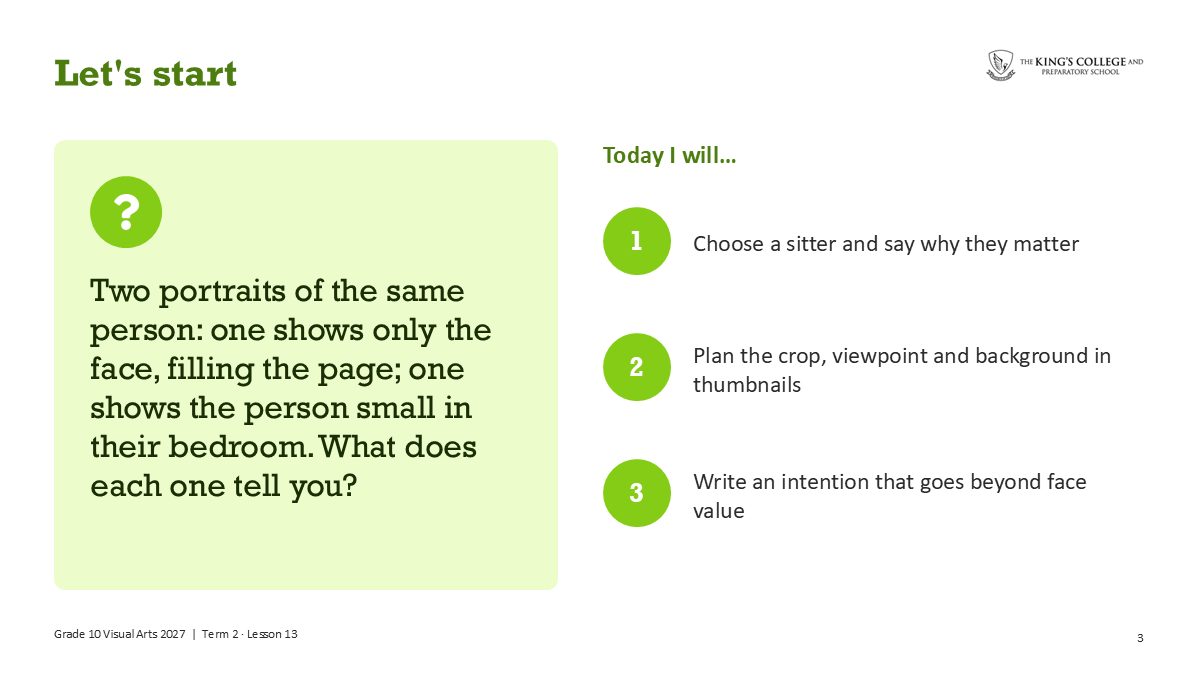 Let's start
THE KING'S COLLEGE AND
PREPARATORY SCHOOL
?
Two portraits of the same
person: one shows only the
face, filling the page; one
shows the person small in
their bedroom. What does
each one tell you?
Today I will…
1
Choose a sitter and say why they matter
2
Plan the crop, viewpoint and background in
thumbnails
3
Write an intention that goes beyond face
value
Grade 10 Visual Arts 2027 | Term 2 · Lesson 13
3